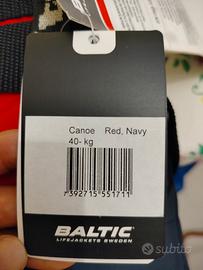 Canoe Red, Navy
40- kg
7392715551711
BALTIC
LIFEJACKETS SWEDEN
subito